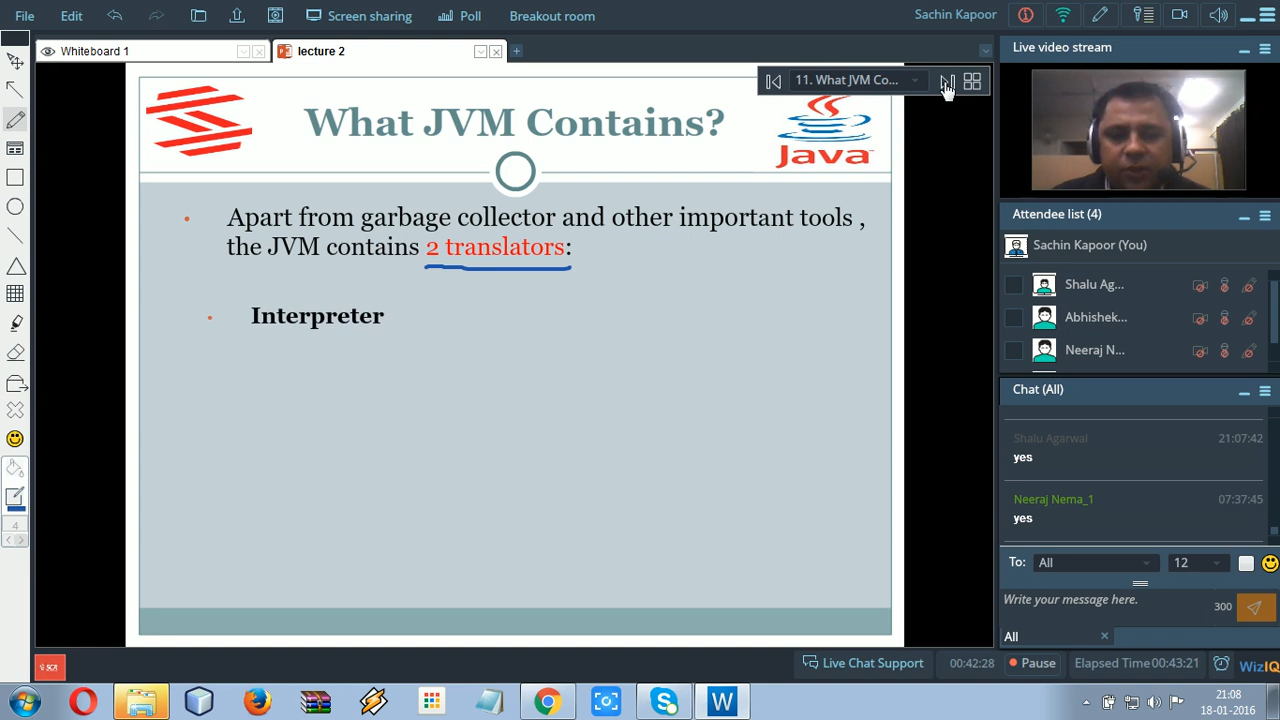 File Edit Screen sharing Poll Breakout room Sachin Kapoor
Whiteboard 1 lecture 2
11. What JVM Co...
What JVM Contains?
Java
Apart from garbage collector and other important tools ,
the JVM contains 2 translators:
Interpreter
4
SCA
Live video stream
Attendee list (4)
Sachin Kapoor (You)
Shalu Ag...
Abhishek...
Neeraj N...
Chat (All)
Shalu Agarwal 21:07:42
yes
Neeraj Nema_1 07:37:45
yes
To: All 12
Write your message here. 300
All
Live Chat Support 00:42:28 Pause Elapsed Time 00:43:21 WizIQ
21:08
18-01-2016